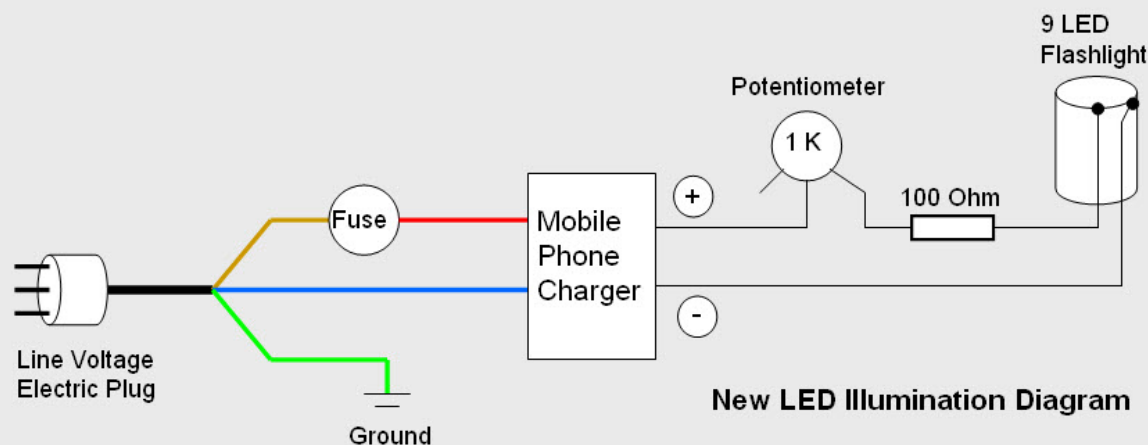 9 LED
Flashlight
Potentiometer
1 K
100 Ohm
+
Fuse
Mobile
Phone
Charger
-
Line Voltage
Electric Plug
Ground
New LED Illumination Diagram